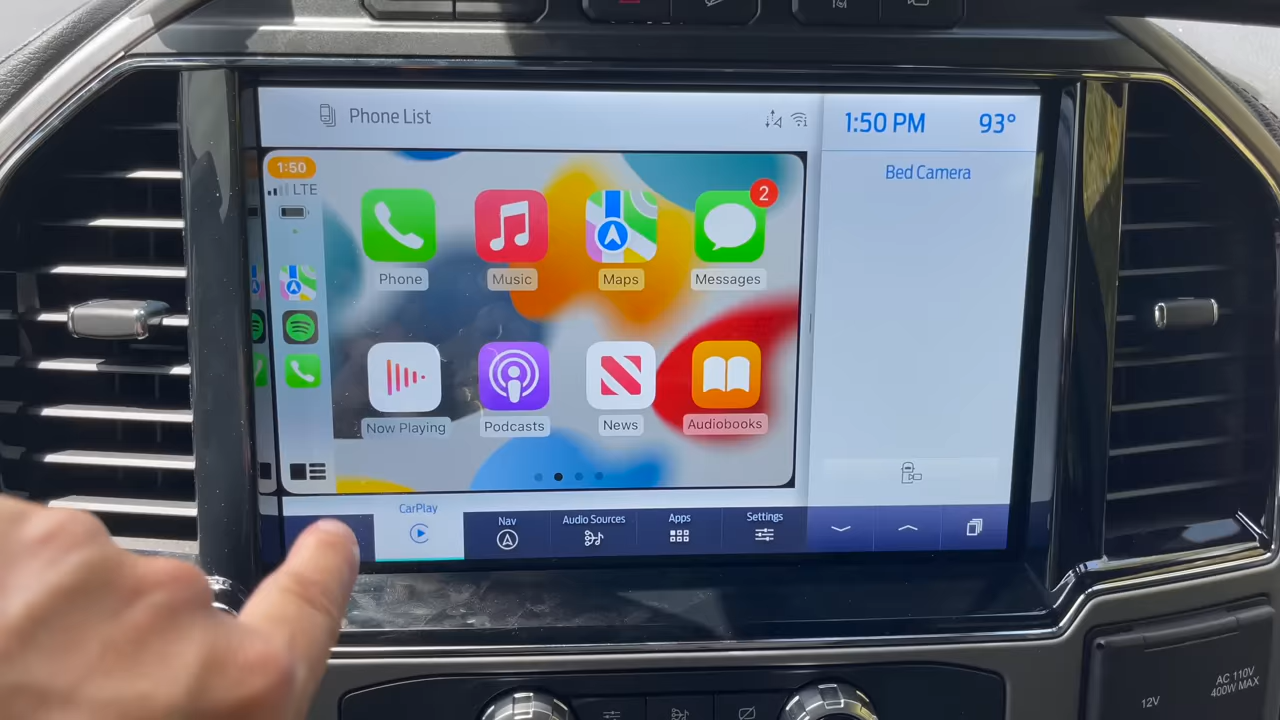 Phone List
1:50 PM 93°
Bed Camera
1:50
LTE
2
Phone Music Maps Messages
Now Playing Podcasts News Audiobooks
CarPlay
Nav
Audio Sources
Apps
Settings
12V
AC 110V
400W MAX